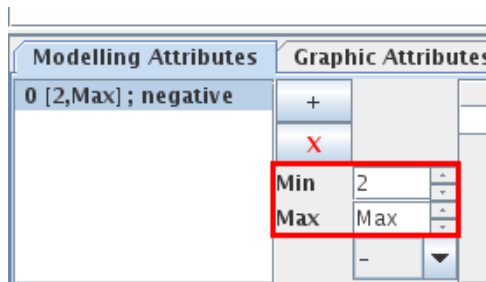 Modelling Attributes Graphic Attributes
0 [2,Max] ; negative +
X
Min 2
Max Max
-